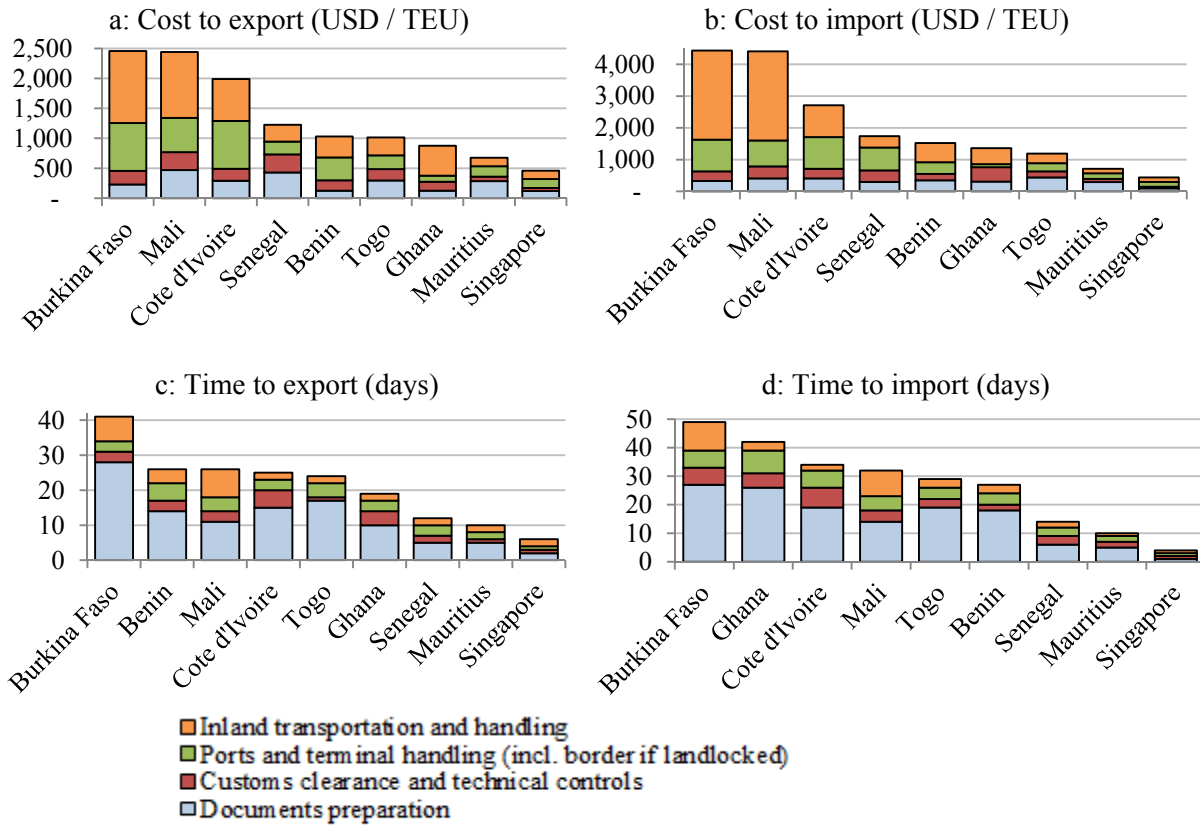 a: Cost to export (USD / TEU)
2,500
2,000
1,500
1,000
500
-
Burkina Faso
Mali
Cote d'Ivoire
Senegal
Benin
Togo
Ghana
Mauritius
Singapore
b: Cost to import (USD / TEU)
4,000
3,000
2,000
1,000
-
Burkina Faso
Mali
Cote d'Ivoire
Senegal
Benin
Ghana
Togo
Mauritius
Singapore
c: Time to export (days)
40
30
20
10
0
Burkina Faso
Benin
Mali
Cote d'Ivoire
Togo
Ghana
Senegal
Mauritius
Singapore
d: Time to import (days)
50
40
30
20
10
0
Burkina Faso
Ghana
Cote d'Ivoire
Mali
Togo
Benin
Senegal
Mauritius
Singapore
Inland transportation and handling
Ports and terminal handling (incl. border if landlocked)
Customs clearance and technical controls
Documents preparation